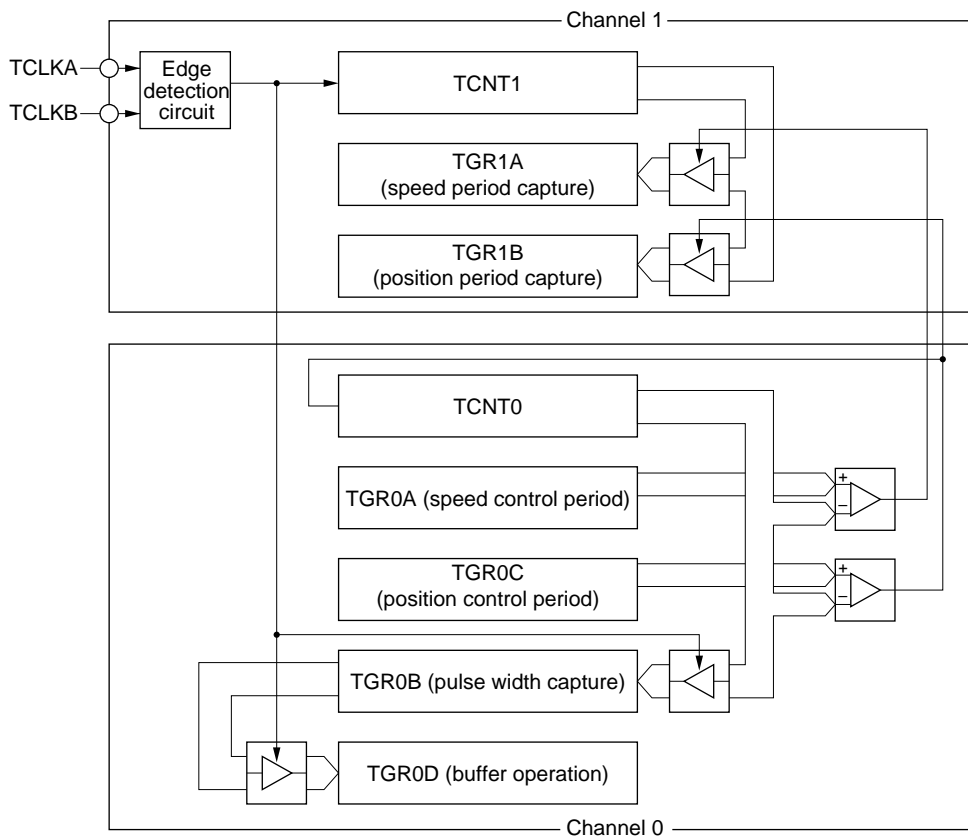 Channel 1
TCLKA
TCLKB
Edge
detection
circuit
TCNT1
TGR1A
(speed period capture)
TGR1B
(position period capture)
TCNT0
TGR0A (speed control period)
+
−
TGR0C
(position control period)
+
−
TGR0B (pulse width capture)
TGR0D (buffer operation)
Channel 0